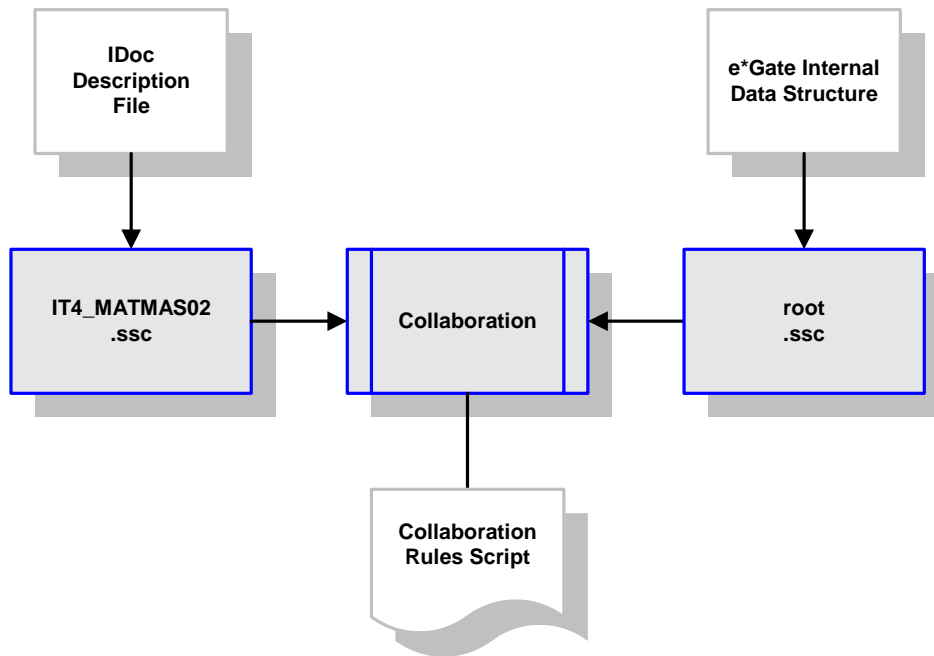 IDoc
Description
File
e*Gate Internal
Data Structure
IT4_MATMAS02
.ssc
Collaboration
root
.ssc
Collaboration
Rules Script